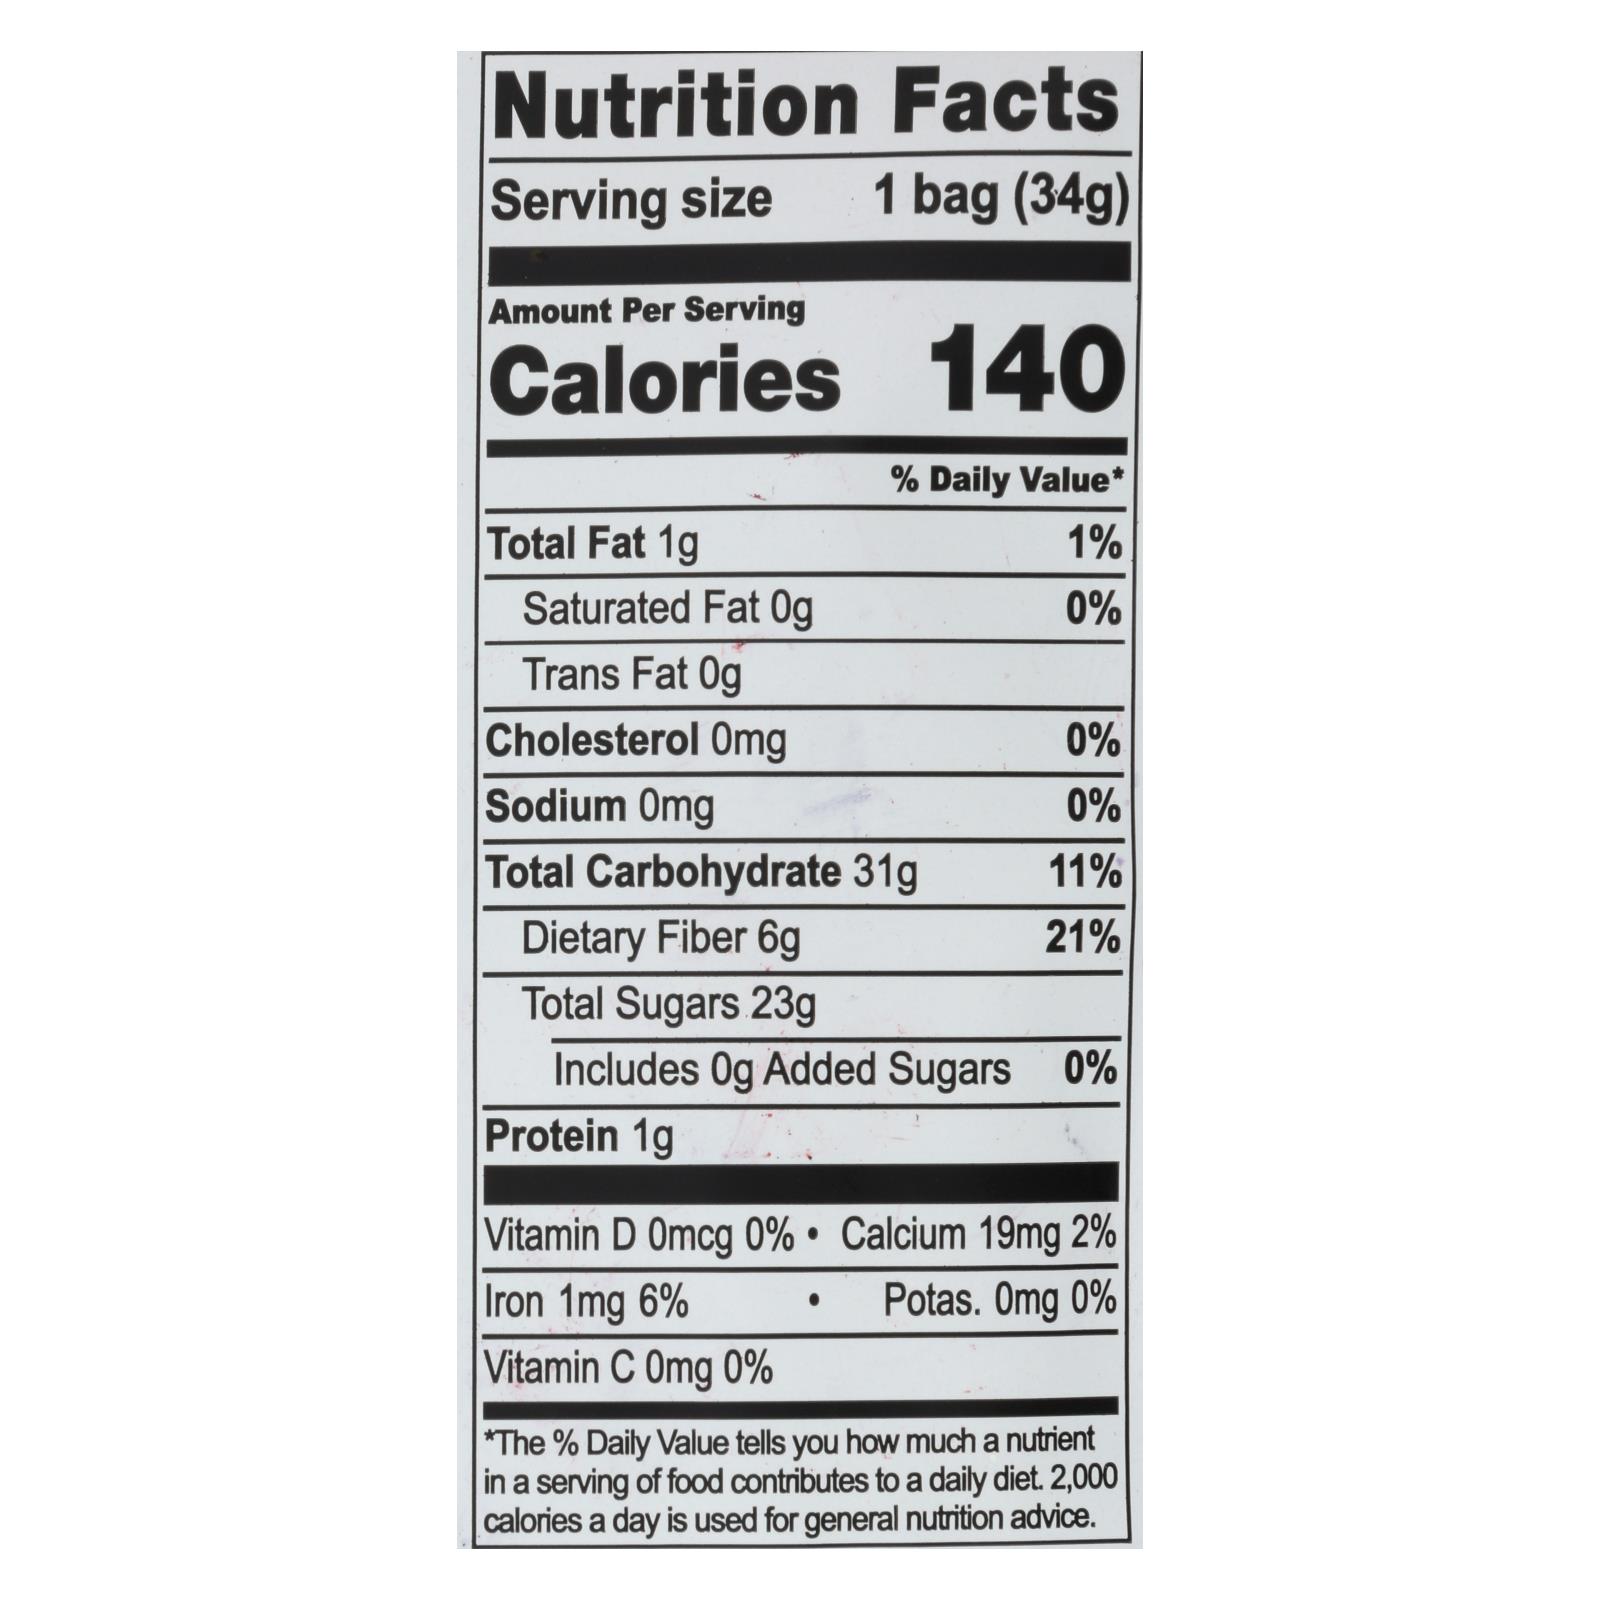 Nutrition Facts
Serving size 1 bag (34g)
Amount Per Serving
Calories 140
% Daily Value*
Total Fat 1g 1%
Saturated Fat 0g 0%
Trans Fat 0g
Cholesterol 0mg 0%
Sodium 0mg 0%
Total Carbohydrate 31g 11%
Dietary Fiber 6g 21%
Total Sugars 23g
Includes 0g Added Sugars 0%
Protein 1g
Vitamin D 0mcg 0% • Calcium 19mg 2%
Iron 1mg 6% • Potas. 0mg 0%
Vitamin C 0mg 0%
*The % Daily Value tells you how much a nutrient
in a serving of food contributes to a daily diet. 2,000
calories a day is used for general nutrition advice.